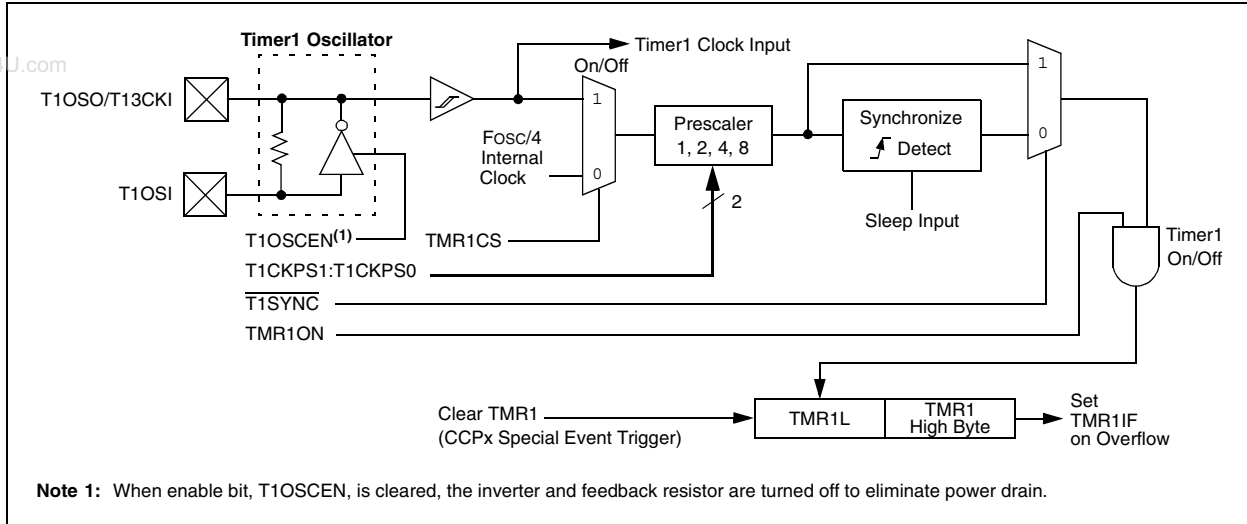 4U.com
Timer1 Oscillator
Timer1 Clock Input
On/Off
T1OSO/T13CKI
1
1
FOSC/4
Internal
Clock
0
Prescaler
1, 2, 4, 8
Synchronize
Detect
0
T1OSI
2
Sleep Input
T1OSCEN(1)
TMR1CS
Timer1
On/Off
T1CKPS1:T1CKPS0
T1SYNC
TMR1ON
Clear TMR1
(CCPx Special Event Trigger)
TMR1L
TMR1
High Byte
Set
TMR1IF
on Overflow
Note 1: When enable bit, T1OSCEN, is cleared, the inverter and feedback resistor are turned off to eliminate power drain.